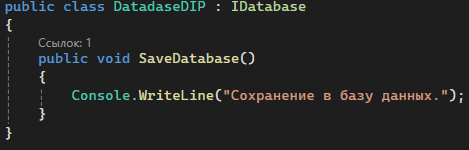 public class DatadaseDIP : IDatabase
{
Ссылок: 1
public void SaveDatabase()
{
Console.WriteLine("Сохранение в базу данных.");
}
}